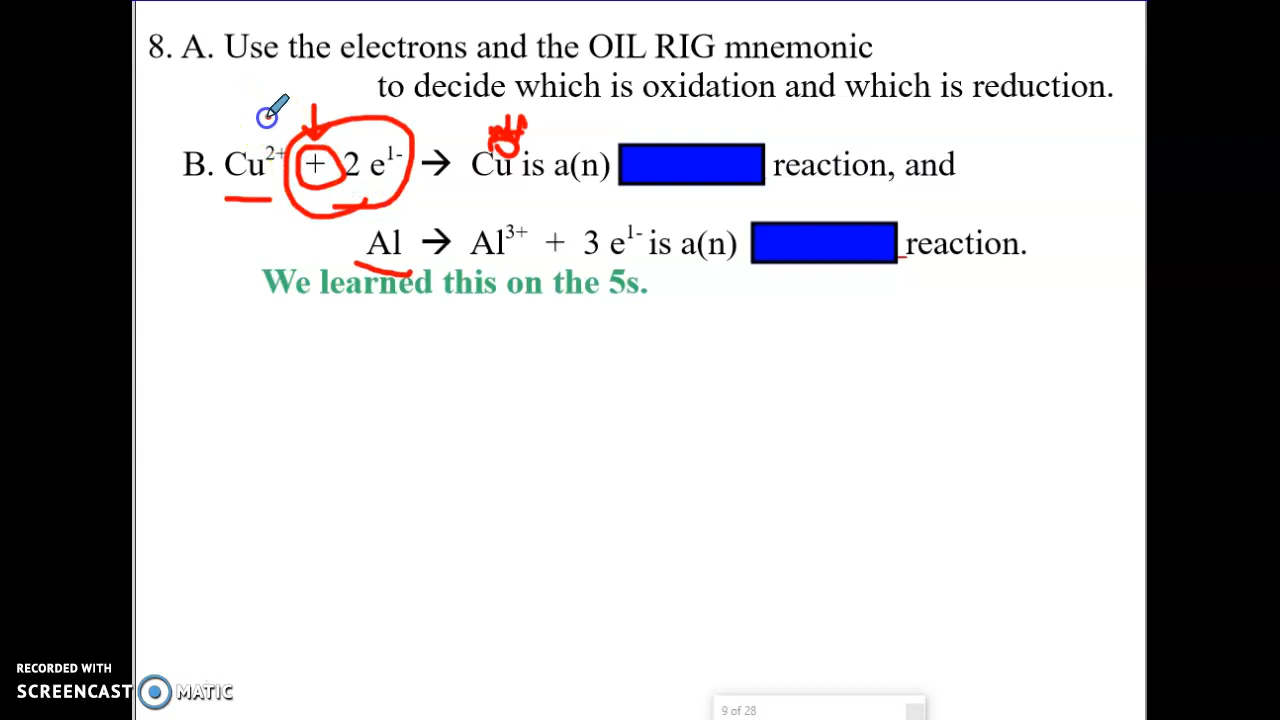 8. A. Use the electrons and the OIL RIG mnemonic
to decide which is oxidation and which is reduction.
B. Cu²⁺ + 2 e¹⁻ → Cu is a(n) reaction, and
Al → Al³⁺ + 3 e¹⁻ is a(n) reaction.
We learned this on the 5s.
RECORDED WITH
SCREENCAST MATIC
9 of 28